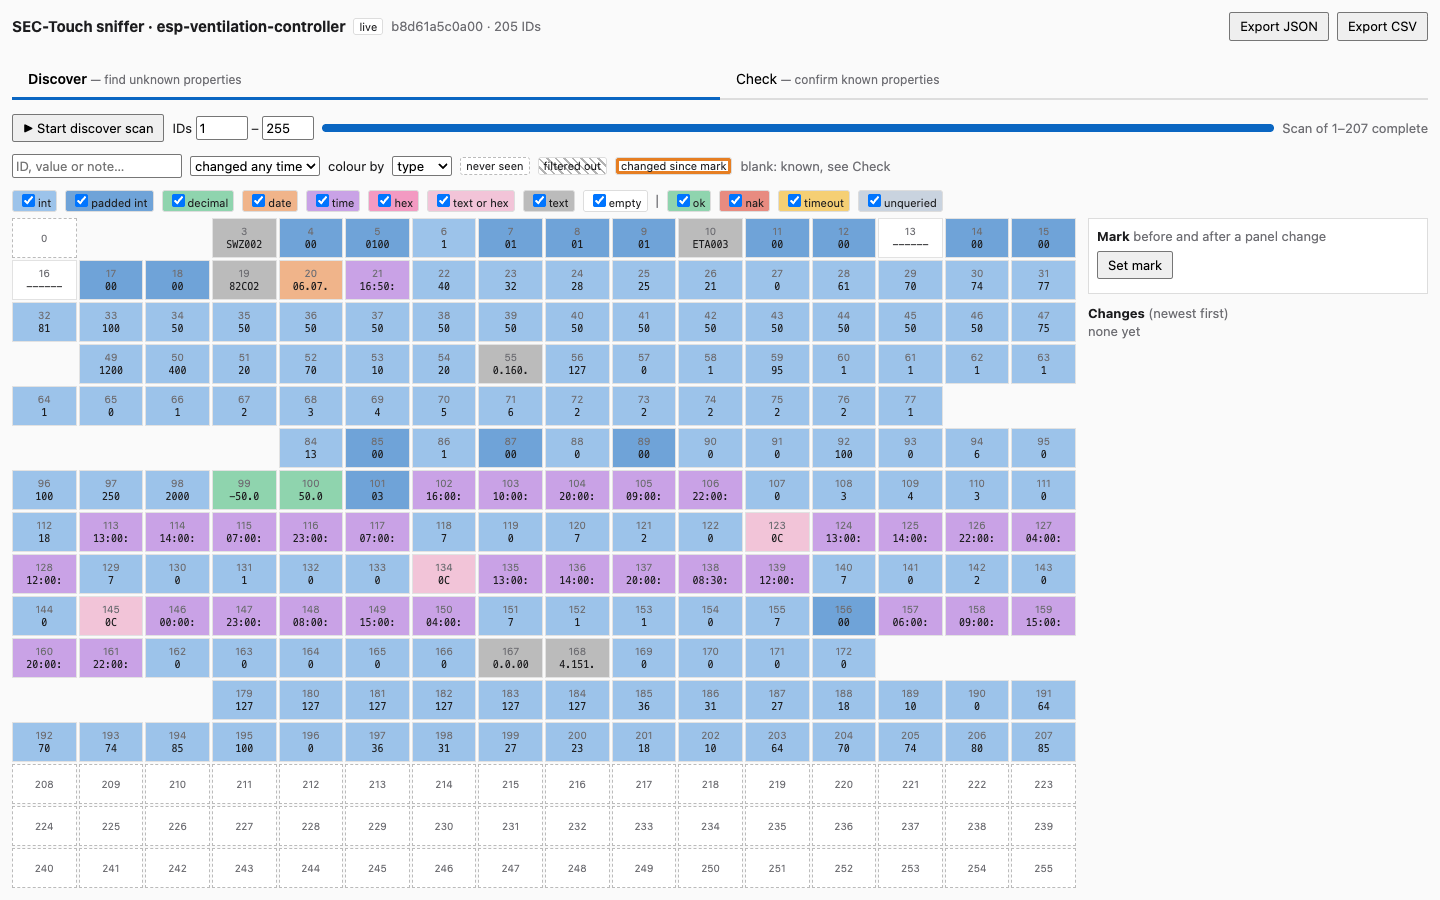 SEC-Touch sniffer · esp-ventilation-controller live b8d61a5c0a00 · 205 IDs Export JSON Export CSV
Discover — find unknown properties Check — confirm known properties
▶ Start discover scan IDs 1 – 255 Scan of 1–207 complete
ID, value or note... changed any time colour by type never seen filtered out changed since mark blank: known, see Check
int padded int decimal date time hex text or hex text empty | ok nak timeout unqueried
0 3 4 5 6 7 8 9 10 11 12 13 14 15
SWZ002 00 0100 1 01 01 01 ETA003 00 00 —————— 00 00
16 17 18 19 20 21 22 23 24 25 26 27 28 29 30 31
—————— 00 00 82CO2 06.07. 16:50: 40 32 28 25 21 0 61 70 74 77
32 33 34 35 36 37 38 39 40 41 42 43 44 45 46 47
81 100 50 50 50 50 50 50 50 50 50 50 50 50 50 75
49 50 51 52 53 54 55 56 57 58 59 60 61 62 63
1200 400 20 70 10 20 0.160. 127 0 1 95 1 1 1 1
64 65 66 67 68 69 70 71 72 73 74 75 76 77
1 0 1 2 3 4 5 6 2 2 2 2 2 1
84 85 86 87 88 89 90 91 92 93 94 95
13 00 1 00 0 00 0 0 100 0 6 0
96 97 98 99 100 101 102 103 104 105 106 107 108 109 110 111
100 250 2000 −50.0 50.0 03 16:00: 10:00: 20:00: 09:00: 22:00: 0 3 4 3 0
112 113 114 115 116 117 118 119 120 121 122 123 124 125 126 127
18 13:00: 14:00: 07:00: 23:00: 07:00: 7 0 7 2 0 0C 13:00: 14:00: 22:00: 04:00:
128 129 130 131 132 133 134 135 136 137 138 139 140 141 142 143
12:00: 7 0 1 0 0 0C 13:00: 14:00: 20:00: 08:30: 12:00: 7 0 2 0
144 145 146 147 148 149 150 151 152 153 154 155 156 157 158 159
0 0C 00:00: 23:00: 08:00: 15:00: 04:00: 7 1 1 0 7 00 06:00: 09:00: 15:00:
160 161 162 163 164 165 166 167 168 169 170 171 172
20:00: 22:00: 0 0 0 0 0 0.0.00 4.151. 0 0 0 0
179 180 181 182 183 184 185 186 187 188 189 190 191
127 127 127 127 127 127 36 31 27 18 10 0 64
192 193 194 195 196 197 198 199 200 201 202 203 204 205 206 207
70 74 85 100 0 36 31 27 23 18 10 64 70 74 80 85
208 209 210 211 212 213 214 215 216 217 218 219 220 221 222 223
224 225 226 227 228 229 230 231 232 233 234 235 236 237 238 239
240 241 242 243 244 245 246 247 248 249 250 251 252 253 254 255
Mark before and after a panel change
Set mark
Changes (newest first)
none yet